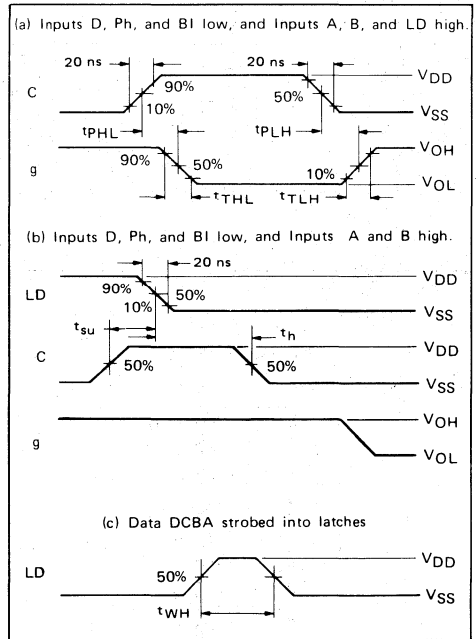 (a) Inputs D, Ph, and BI low, and Inputs A, B, and LD high.
20 ns
C
90%
10%
50%
VDD
VSS
tPHL
tPLH
g
90%
50%
10%
VOH
VOL
tTHL
tTLH
(b) Inputs D, Ph, and BI low, and Inputs A and B high.
20 ns
LD
90%
10%
50%
VDD
VSS
tsu
th
C
50%
50%
VDD
VSS
g
VOH
VOL
(c) Data DCBA strobed into latches
LD
50%
VDD
VSS
tWH